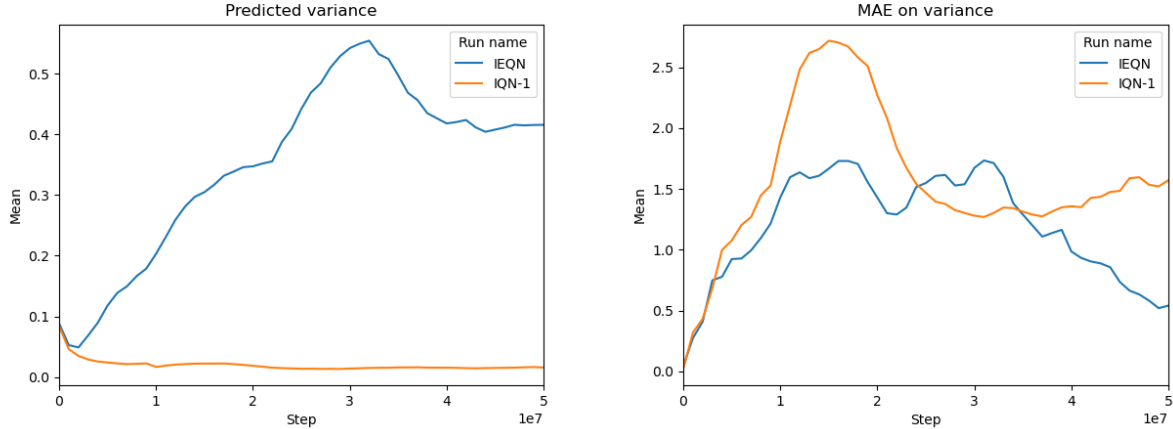 Predicted variance
Mean
0.5
0.4
0.3
0.2
0.1
0.0
Run name
IEQN
IQN-1
0 1 2 3 4 5
Step
1e7
MAE on variance
Mean
2.5
2.0
1.5
1.0
0.5
0.0
Run name
IEQN
IQN-1
0 1 2 3 4 5
Step
1e7